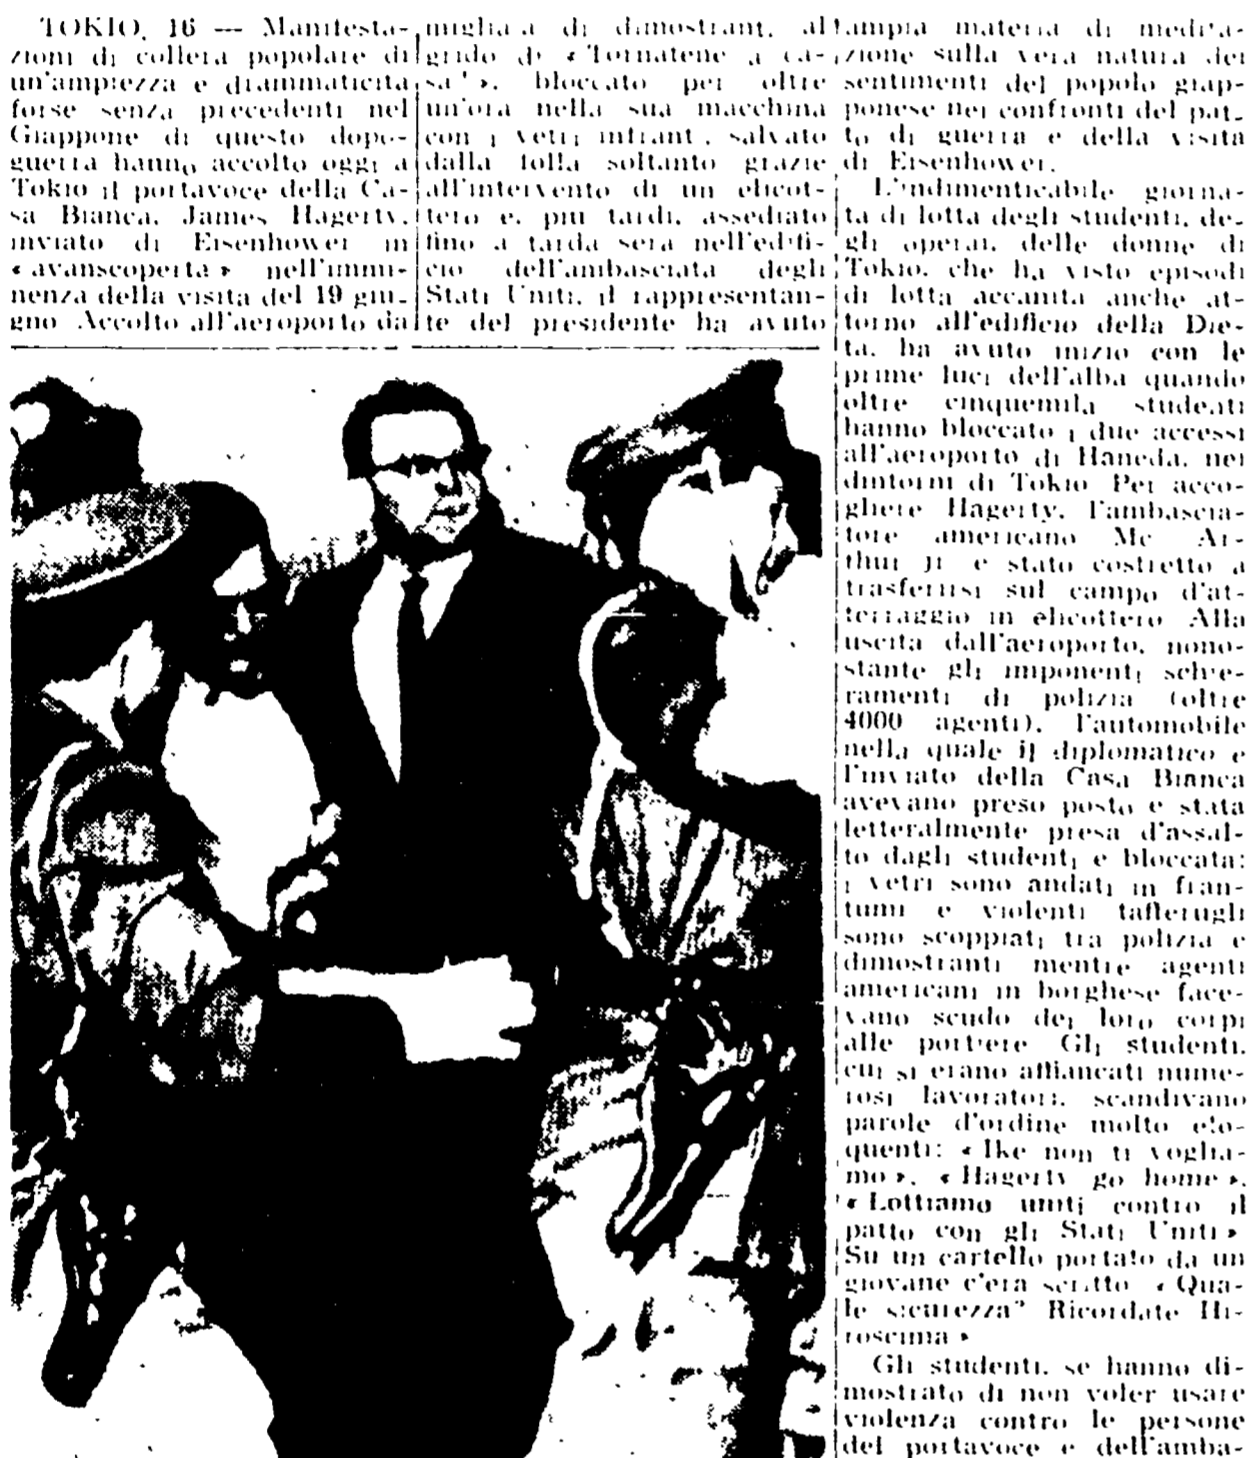 TOKIO, 16 — Manifesta-
zioni di collera popolare di
un'ampiezza e drammaticità
forse senza precedenti nel
Giappone di questo dopo-
guerra hanno accolto oggi a
Tokio il portavoce della Ca-
sa Bianca, James Hagerty,
inviato di Eisenhower in
« avanscoperta » nell'immi-
nenza della visita del 19 giu-
gno Accolto all'aeroporto da
migliaia di dimostranti, al
grido di « Tornatene a ca-
sa! », bloccato per oltre
un'ora nella sua macchina
con i vetri infranti, salvato
dalla folla soltanto grazie
all'intervento di un elicot-
tero e, più tardi, assediato
fino a tarda sera nell'edifi-
cio dell'ambasciata degli
Stati Uniti, il rappresentan-
te del presidente ha avuto
ampia materia di medita-
zione sulla vera natura dei
sentimenti del popolo giap-
ponese nei confronti del pat-
to di guerra e della visita
di Eisenhower.
L'indimenticabile giorna-
ta di lotta degli studenti, de-
gli operai, delle donne di
Tokio, che ha visto episodi
di lotta accanita anche at-
torno all'edificio della Die-
ta, ha avuto inizio con le
prime luci dell'alba quando
oltre cinquemila studenti
hanno bloccato i due accessi
all'aeroporto di Haneda, nei
dintorni di Tokio Per acco-
gliere Hagerty, l'ambascia-
tore americano Mc Ar-
thur jr è stato costretto a
trasferirsi sul campo d'at-
terraggio in elicottero Alla
uscita dall'aeroporto, nono-
stante gli imponenti schie-
ramenti di polizia (oltre
4000 agenti), l'automobile
nella quale il diplomatico e
l'inviato della Casa Bianca
avevano preso posto è stata
letteralmente presa d'assal-
to dagli studenti e bloccata:
i vetri sono andati in fran-
tumi e violenti tafferugli
sono scoppiati tra polizia e
dimostranti mentre agenti
americani in borghese face-
vano scudo dei loro corpi
alle portiere Gli studenti,
cui si erano affiancati nume-
rosi lavoratori, scandivano
parole d'ordine molto elo-
quenti: « Ike non ti voglia-
mo », « Hagerty go home »,
« Lottiamo uniti contro il
patto con gli Stati Uniti »
Su un cartello portato da un
giovane c'era scritto « Qua-
le sicurezza? Ricordate Hi-
roscima »
Gli studenti, se hanno di-
mostrato di non voler usare
violenza contro le persone
del portavoce e dell'amba-